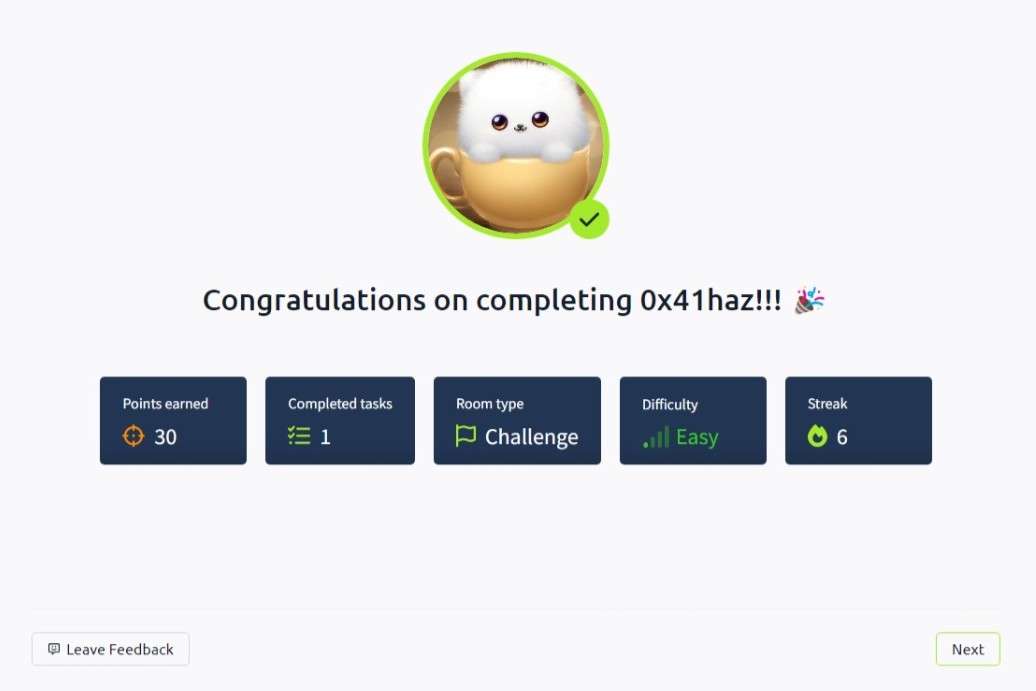 Congratulations on completing 0x41haz!!! 🎉
Points earned
30
Completed tasks
1
Room type
Challenge
Difficulty
Easy
Streak
6
Leave Feedback
Next